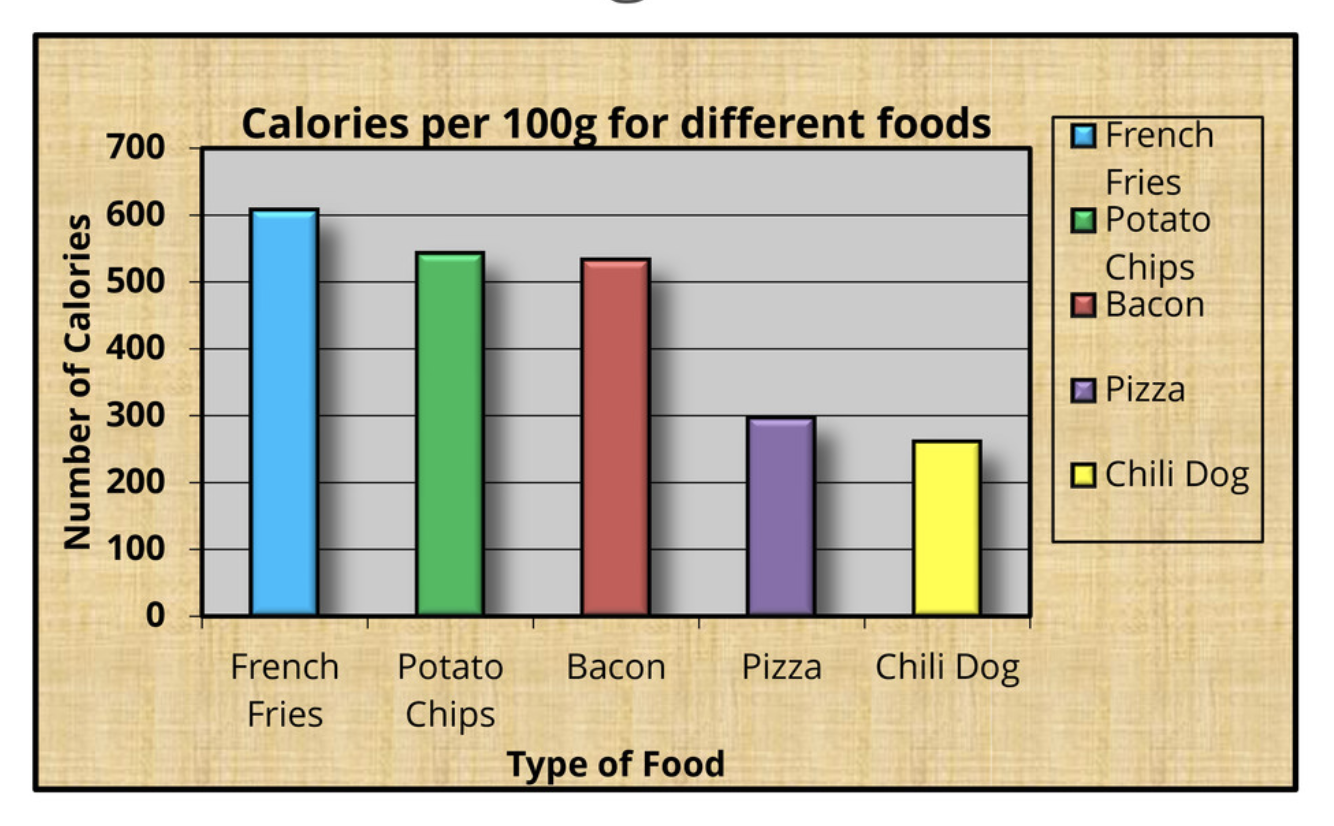 Calories per 100g for different foods
Number of Calories
700
600
500
400
300
200
100
0
French
Fries
Potato
Chips
Bacon
Pizza
Chili Dog
Type of Food
French
Fries
Potato
Chips
Bacon
Pizza
Chili Dog